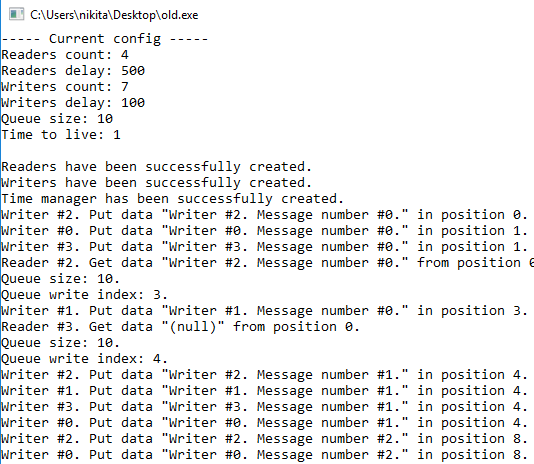 C:\Users\nikita\Desktop\old.exe
----- Current config -----
Readers count: 4
Readers delay: 500
Writers count: 7
Writers delay: 100
Queue size: 10
Time to live: 1
Readers have been successfully created.
Writers have been successfully created.
Time manager has been successfully created.
Writer #2. Put data "Writer #2. Message number #0." in position 0.
Writer #0. Put data "Writer #0. Message number #0." in position 1.
Writer #3. Put data "Writer #3. Message number #0." in position 1.
Reader #2. Get data "Writer #2. Message number #0." from position 0
Queue size: 10.
Queue write index: 3.
Writer #1. Put data "Writer #1. Message number #0." in position 3.
Reader #3. Get data "(null)" from position 0.
Queue size: 10.
Queue write index: 4.
Writer #2. Put data "Writer #2. Message number #1." in position 4.
Writer #1. Put data "Writer #1. Message number #1." in position 4.
Writer #3. Put data "Writer #3. Message number #1." in position 4.
Writer #0. Put data "Writer #0. Message number #1." in position 4.
Writer #2. Put data "Writer #2. Message number #2." in position 8.
Writer #0. Put data "Writer #0. Message number #2." in position 8.